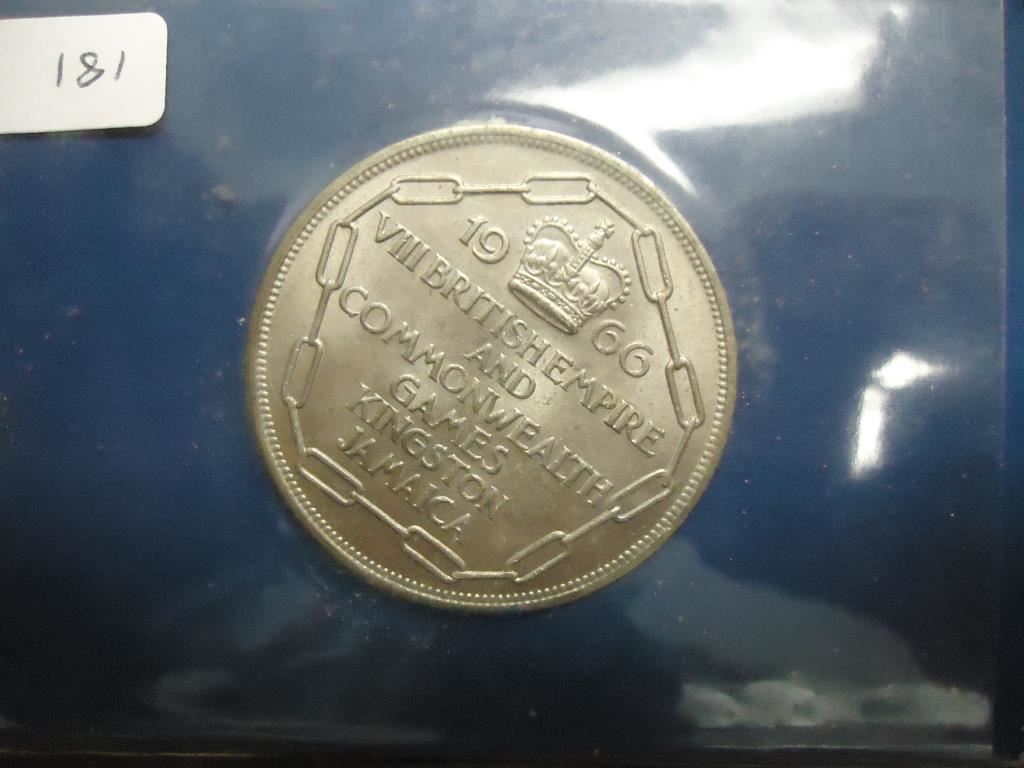 181
19 66
VIII BRITISH EMPIRE
AND
COMMONWEALTH
GAMES
KINGSTON
JAMAICA